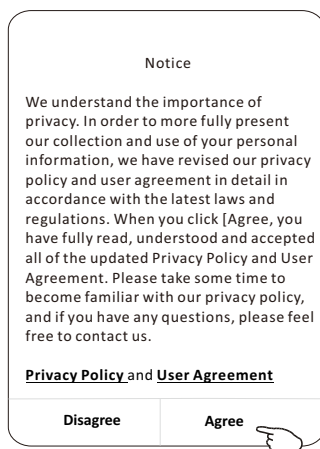 Notice
We understand the importance of
privacy. In order to more fully present
our collection and use of your personal
information, we have revised our privacy
policy and user agreement in detail in
accordance with the latest laws and
regulations. When you click [Agree, you
have fully read, understood and accepted
all of the updated Privacy Policy and User
Agreement. Please take some time to
become familiar with our privacy policy,
and if you have any questions, please feel
free to contact us.
Privacy Policy and User Agreement
Disagree Agree